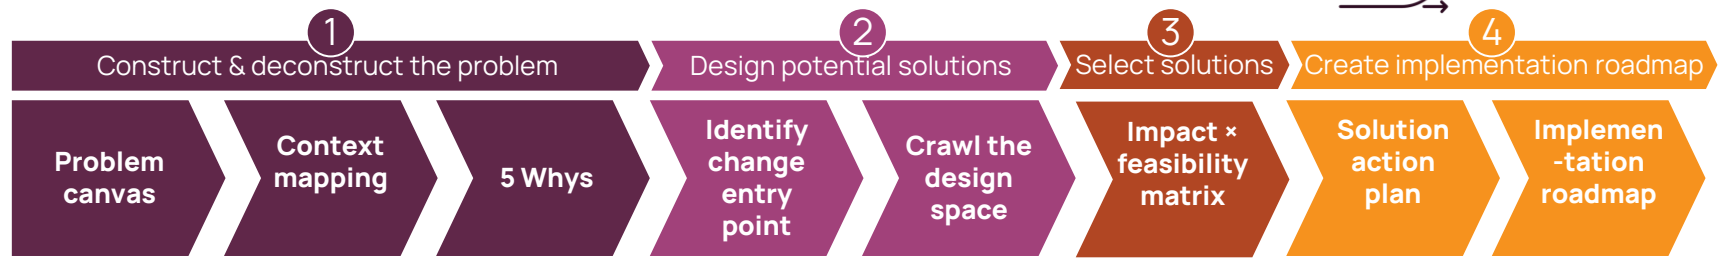 1
Construct & deconstruct the problem
2
Design potential solutions
3
Select solutions
4
Create implementation roadmap
Problem
canvas
Context
mapping
5 Whys
Identify
change
entry
point
Crawl the
design
space
Impact ×
feasibility
matrix
Solution
action
plan
Implemen
-tation
roadmap